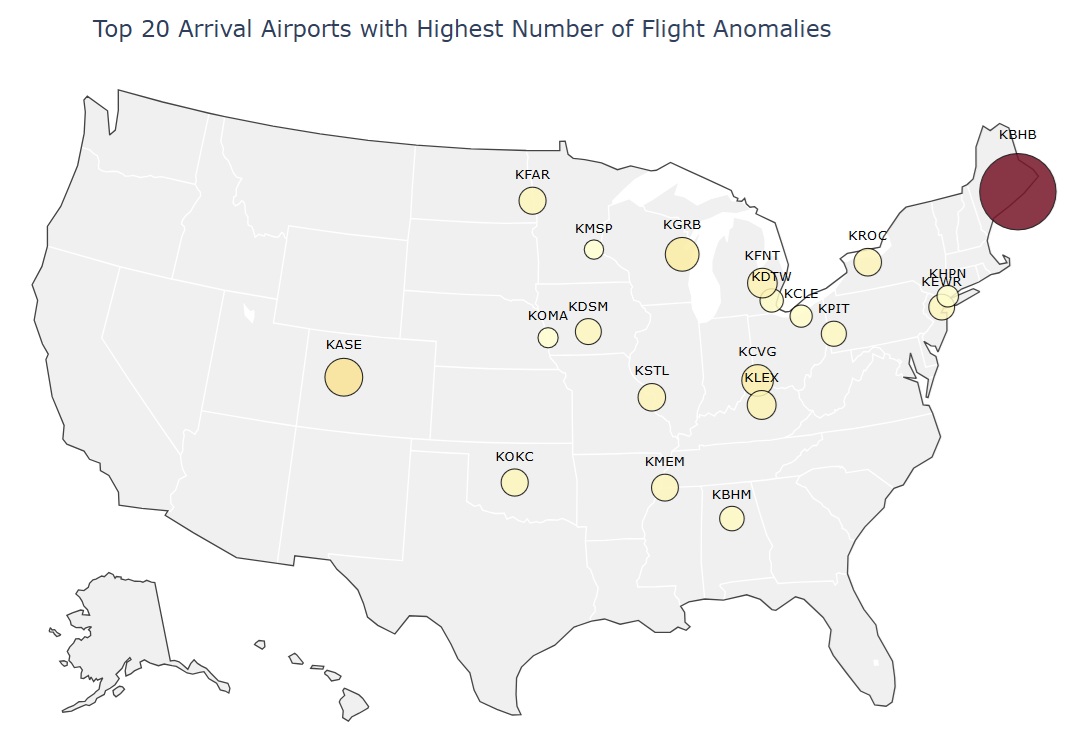 Top 20 Arrival Airports with Highest Number of Flight Anomalies
KBHB
KFAR
KMSP
KGRB
KROC
KFNT
KDTW
KHPN
KEWR
KCLE
KOMA
KDSM
KPIT
KASE
KCVG
KSTL
KLEX
KOKC
KMEM
KBHM